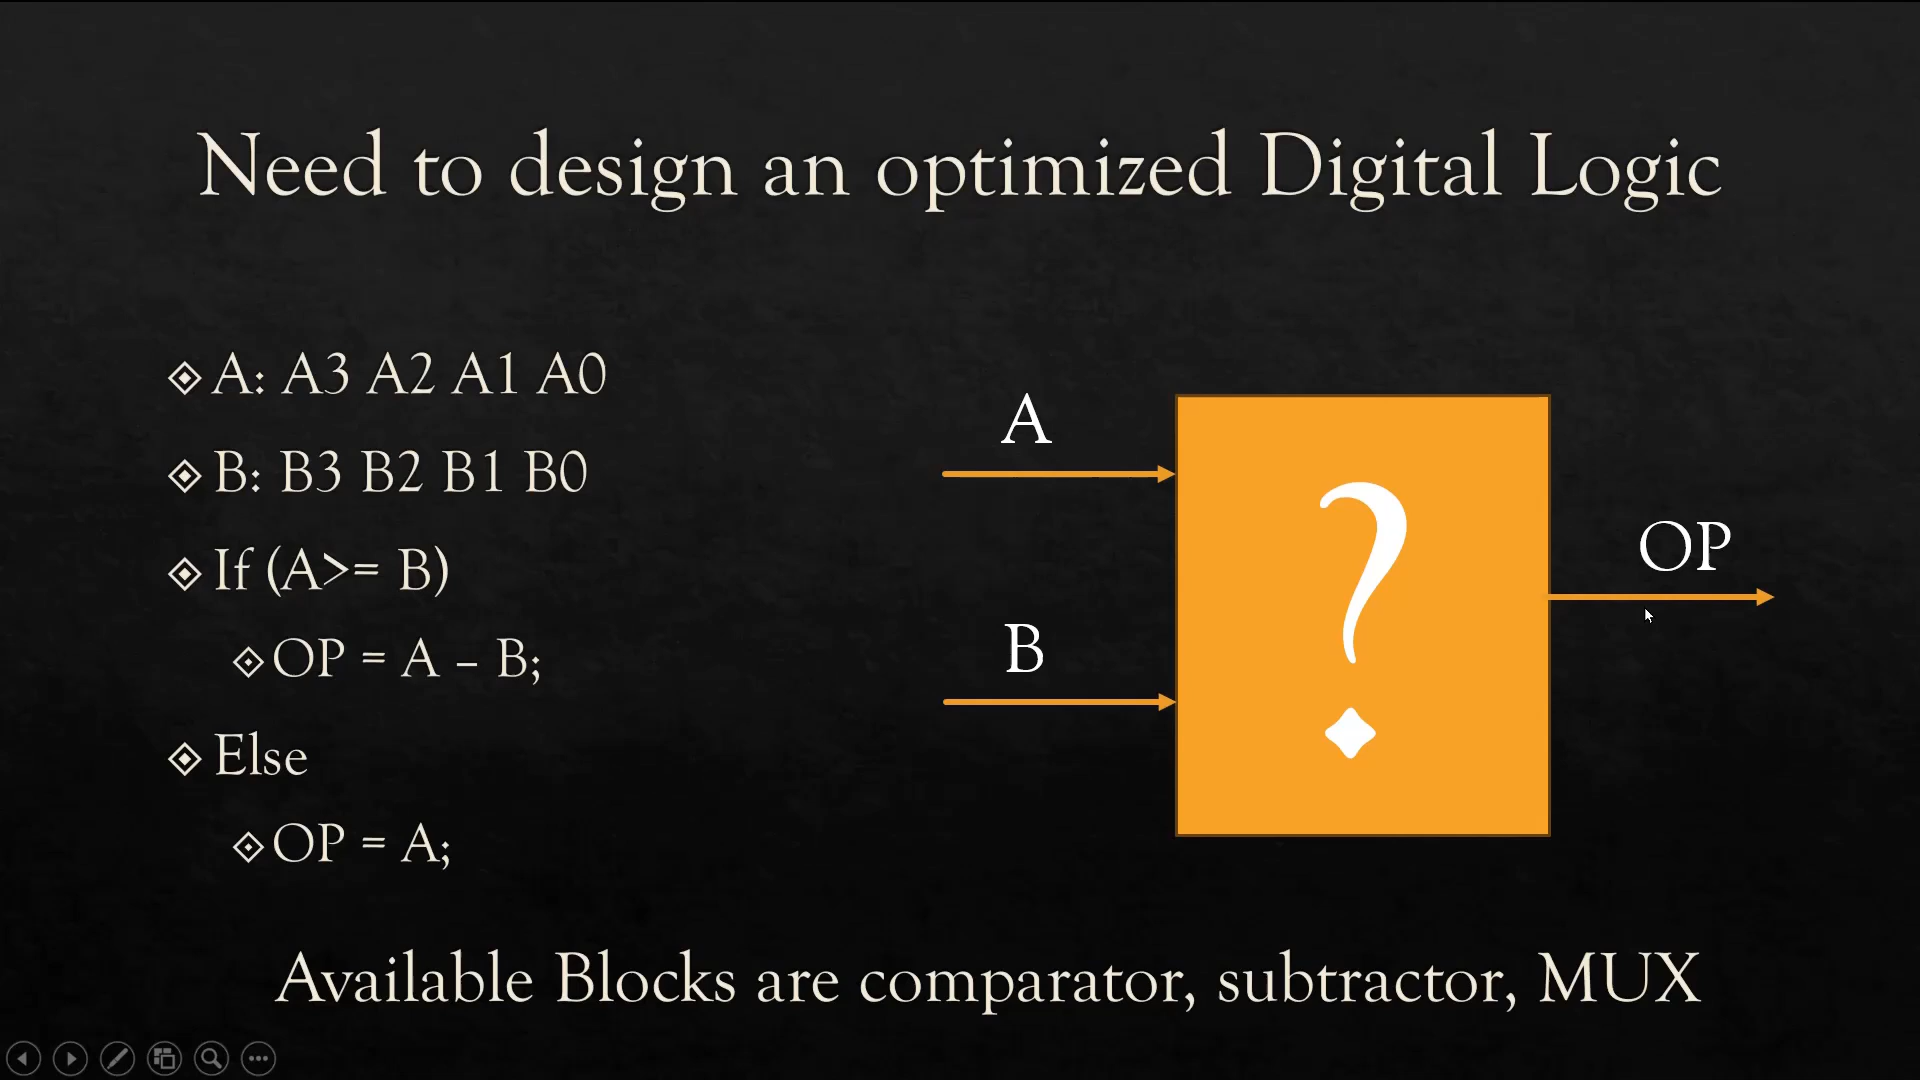 Need to design an optimized Digital Logic
A: A3 A2 A1 A0
B: B3 B2 B1 B0
If (A>= B)
OP = A – B;
Else
OP = A;
A
B
?
OP
Available Blocks are comparator, subtractor, MUX